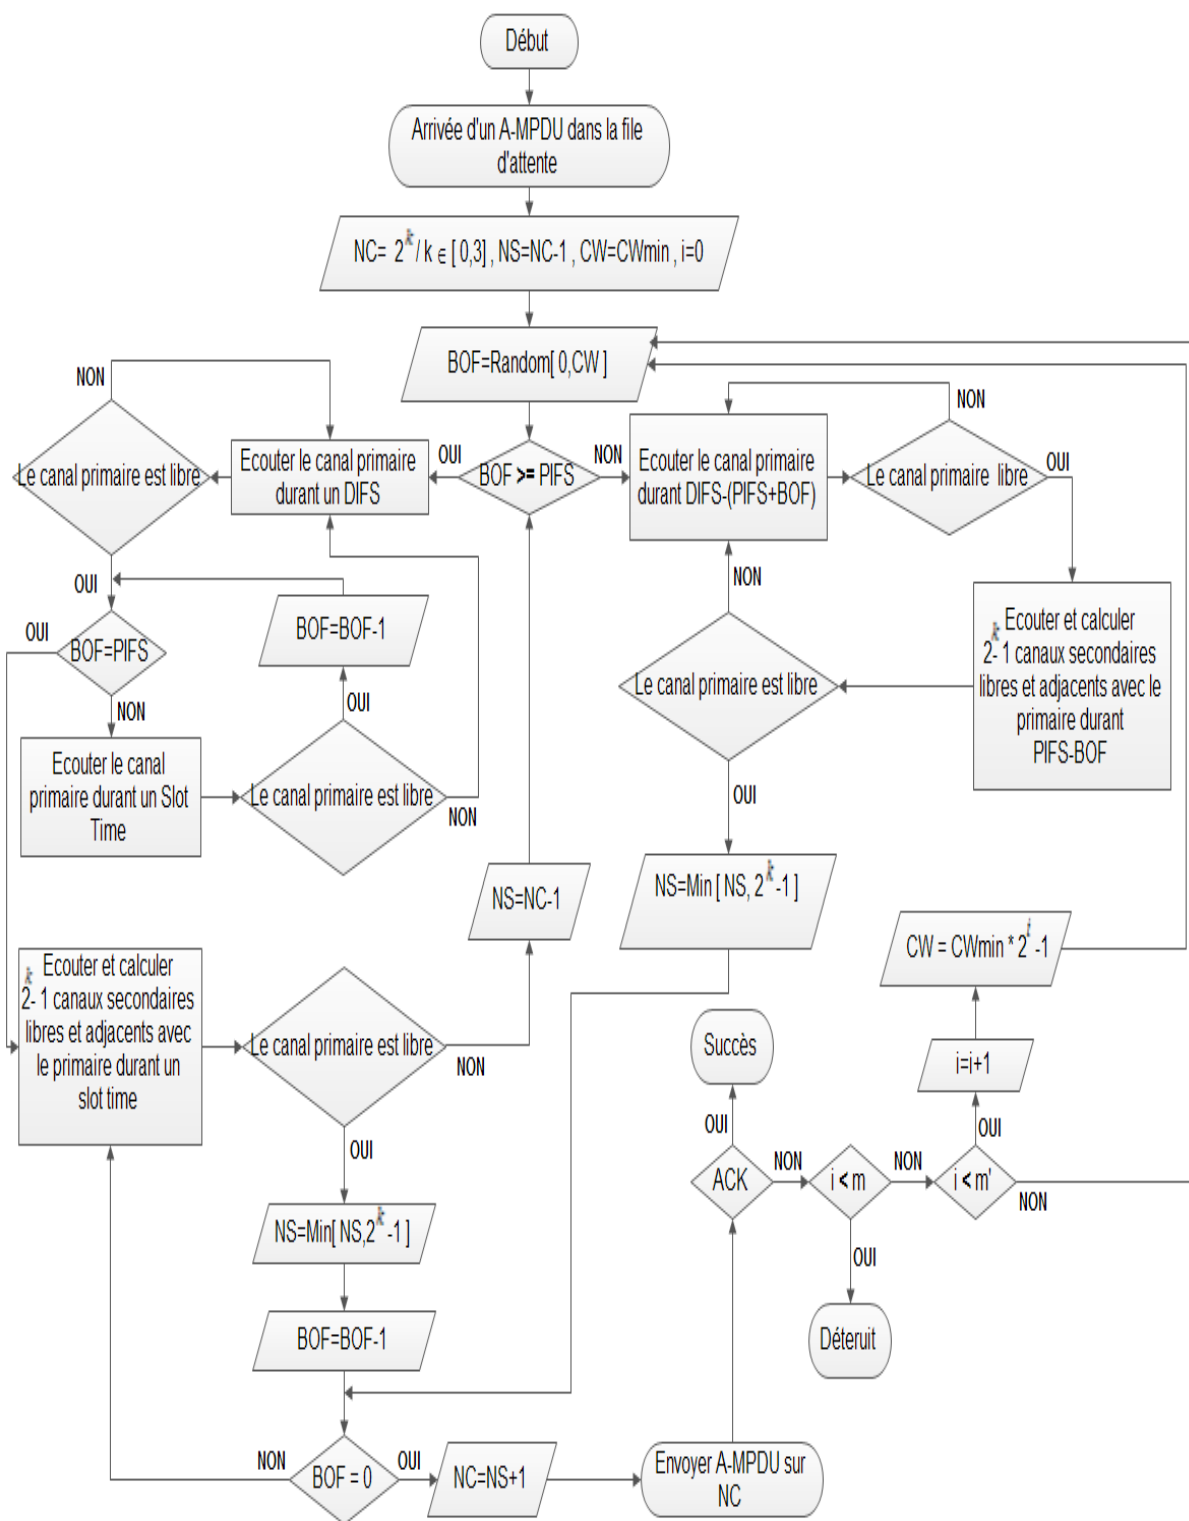 Début
Arrivée d'un A-MPDU dans la file
d'attente
NC= 2^k / k ∈ [ 0,3] , NS=NC-1 , CW=CWmin , i=0
BOF=Random[ 0,CW ]
BOF >= PIFS
OUI
NON
Ecouter le canal primaire
durant un DIFS
Le canal primaire est libre
NON
OUI
BOF=PIFS
OUI
NON
BOF=BOF-1
OUI
Ecouter le canal
primaire durant un Slot
Time
Le canal primaire est libre
NON
Ecouter le canal primaire
durant DIFS-(PIFS+BOF)
Le canal primaire libre
NON
OUI
Ecouter et calculer
2^k- 1 canaux secondaires
libres et adjacents avec le
primaire durant
PIFS-BOF
Le canal primaire est libre
NON
OUI
NS=Min [ NS, 2^k -1 ]
NS=NC-1
Ecouter et calculer
2^k- 1 canaux secondaires
libres et adjacents avec
le primaire durant un
slot time
Le canal primaire est libre
NON
OUI
NS=Min[ NS,2^k -1 ]
BOF=BOF-1
BOF = 0
NON
OUI
NC=NS+1
Envoyer A-MPDU sur
NC
ACK
OUI
Succès
NON
i < m
OUI
Déteruit
NON
i < m'
OUI
NON
i=i+1
CW = CWmin * 2^i -1